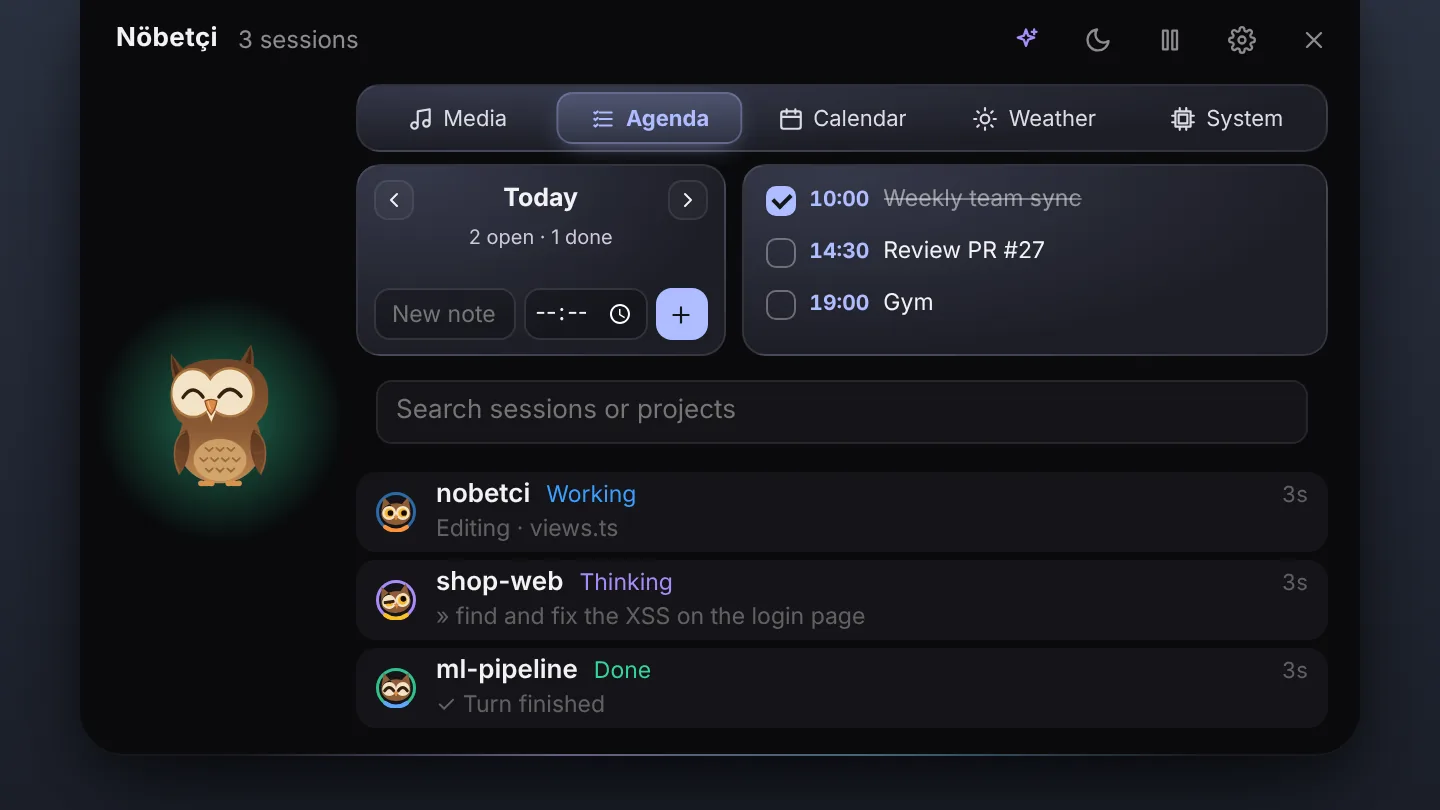 Nöbetçi 3 sessions
Media Agenda Calendar Weather System
Today
2 open · 1 done
New note --:-- +
10:00 Weekly team sync
14:30 Review PR #27
19:00 Gym
Search sessions or projects
nobetci Working 3s
Editing · views.ts
shop-web Thinking 3s
» find and fix the XSS on the login page
ml-pipeline Done 3s
✓ Turn finished